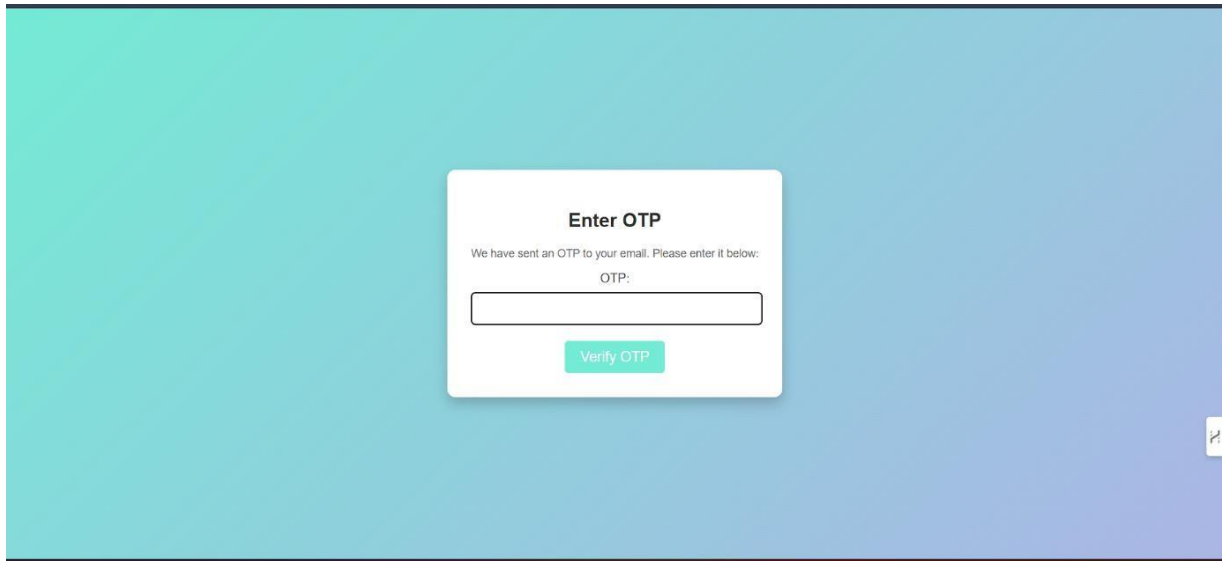 Enter OTP
We have sent an OTP to your email. Please enter it below:
OTP:
Verify OTP